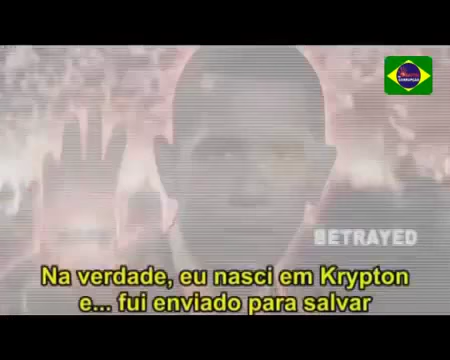 BETRAYED
Na verdade, eu nasci em Krypton
e... fui enviado para salvar